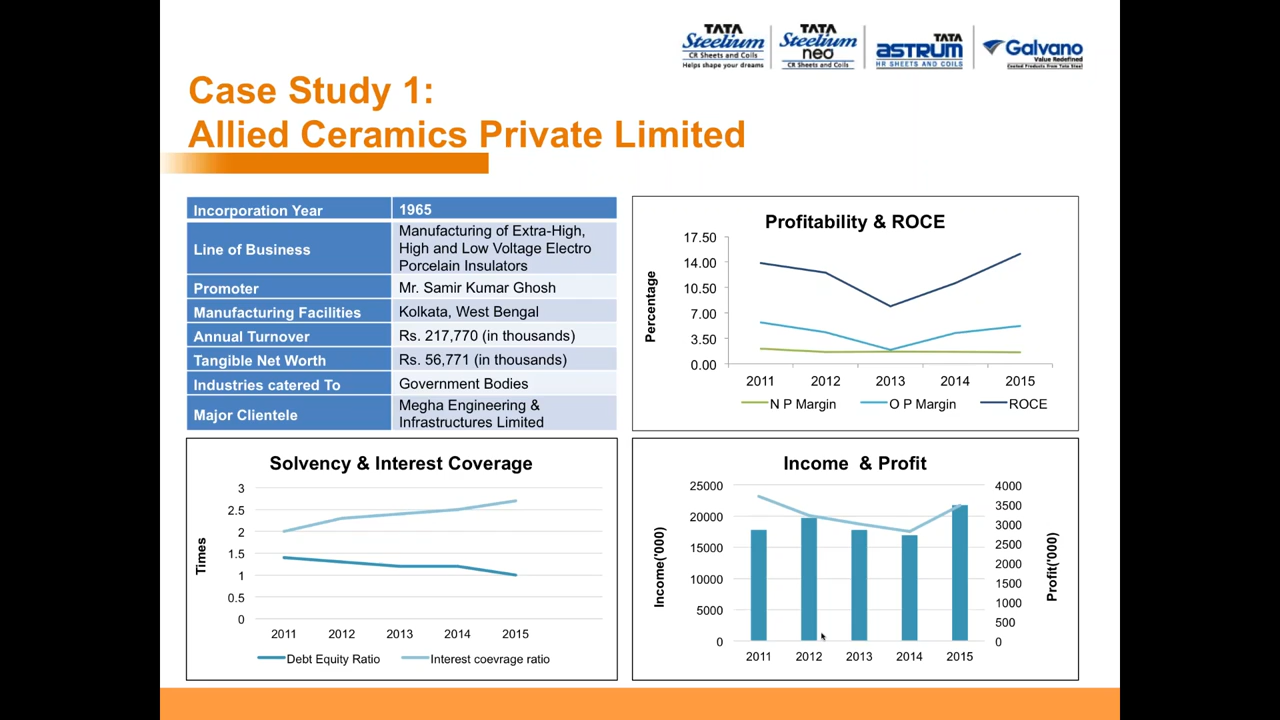 TATA
Steelium
CR Sheets and Coils
Helps shape your dreams
TATA
Steelium
neo
CR Sheets and Coils
TATA
ASTRUM
HR SHEETS AND COILS
Galvano
Value Redefined
Coated Products from Tata Steel
Case Study 1:
Allied Ceramics Private Limited
Incorporation Year 1965
Line of Business Manufacturing of Extra-High,
High and Low Voltage Electro
Porcelain Insulators
Promoter Mr. Samir Kumar Ghosh
Manufacturing Facilities Kolkata, West Bengal
Annual Turnover Rs. 217,770 (in thousands)
Tangible Net Worth Rs. 56,771 (in thousands)
Industries catered To Government Bodies
Major Clientele Megha Engineering &
Infrastructures Limited
Profitability & ROCE
Percentage
17.50
14.00
10.50
7.00
3.50
0.00
2011 2012 2013 2014 2015
N P Margin O P Margin ROCE
Solvency & Interest Coverage
Times
3
2.5
2
1.5
1
0.5
0
2011 2012 2013 2014 2015
Debt Equity Ratio Interest coevrage ratio
Income & Profit
Income('000)
25000
20000
15000
10000
5000
0
4000
3500
3000
2500
2000
1500
1000
500
0
Profit('000)
2011 2012 2013 2014 2015